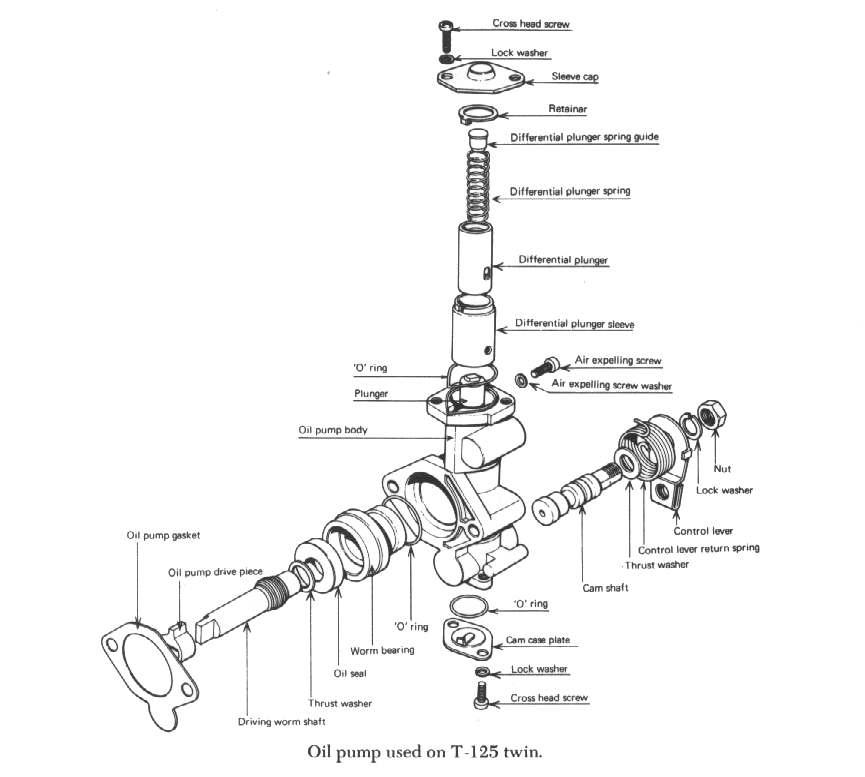 Cross head screw
Lock washer
Sleeve cap
Retainar
Differential plunger spring guide
Differential plunger spring
Differential plunger
Differential plunger sleeve
'O' ring
Air expelling screw
Plunger
Air expelling screw washer
Oil pump body
Nut
Lock washer
Control lever
Control lever return spring
Thrust washer
Cam shaft
Oil pump gasket
Oil pump drive piece
'O' ring
'O' ring
Worm bearing
Cam case plate
Oil seal
Lock washer
Thrust washer
Cross head screw
Driving worm shaft
Oil pump used on T-125 twin.